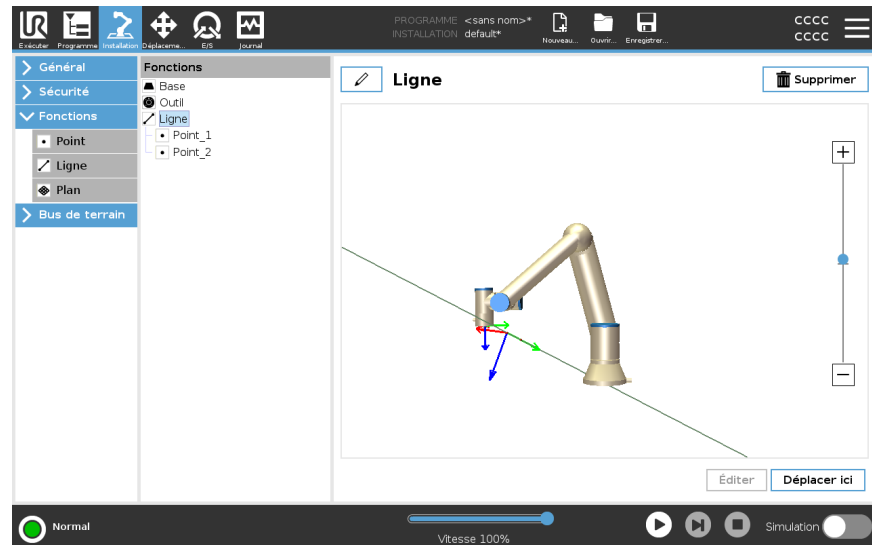 UR
Exécuter
Programme
Installation
Déplaceme...
E/S
Journal
PROGRAMME <sans nom>*
INSTALLATION default*
Nouveau...
Ouvrir...
Enregistrer...
cccc
cccc
Général
Sécurité
Fonctions
Point
Ligne
Plan
Bus de terrain
Fonctions
Base
Outil
Ligne
Point_1
Point_2
Ligne
Supprimer
Éditer
Déplacer ici
Normal
Vitesse 100%
Simulation